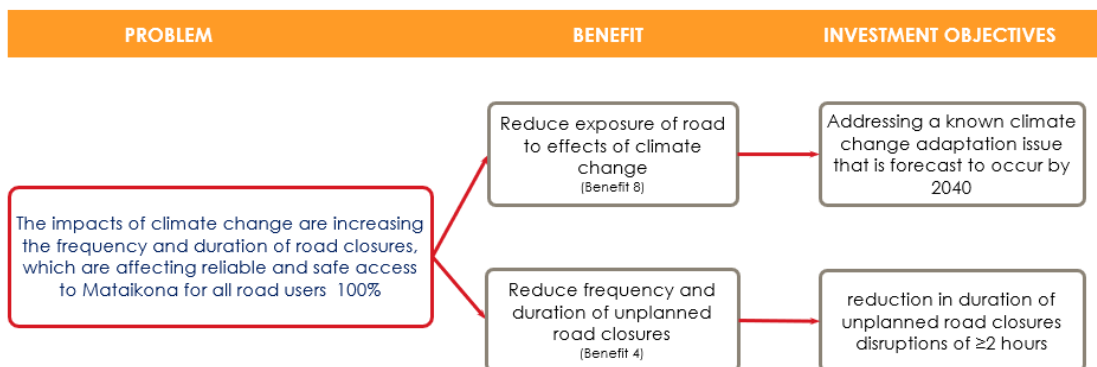 PROBLEM
BENEFIT
INVESTMENT OBJECTIVES
The impacts of climate change are increasing
the frequency and duration of road closures,
which are affecting reliable and safe access
to Mataikona for all road users  100%
Reduce exposure of road
to effects of climate
change
(Benefit 8)
Addressing a known climate
change adaptation issue
that is forecast to occur by
2040
Reduce frequency and
duration of unplanned
road closures
(Benefit 4)
reduction in duration of
unplanned road closures
disruptions of ≥2 hours